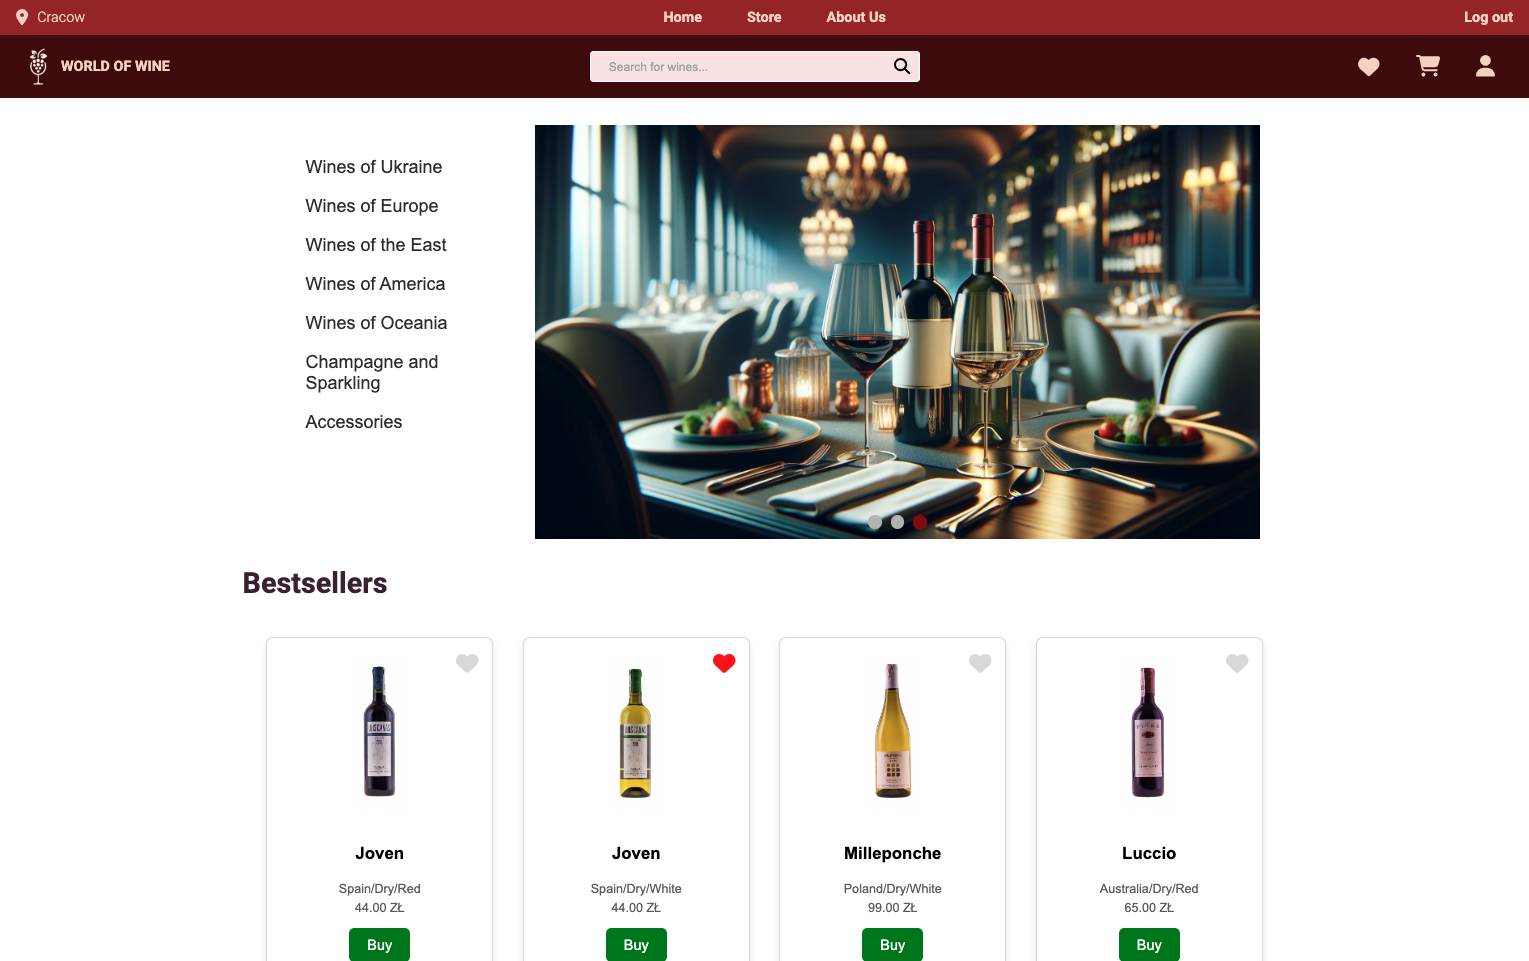 Cracow
Home
Store
About Us
Log out
WORLD OF WINE
Search for wines...
Wines of Ukraine
Wines of Europe
Wines of the East
Wines of America
Wines of Oceania
Champagne and
Sparkling
Accessories
Bestsellers
Joven
Spain/Dry/Red
44.00 ZŁ
Buy
Joven
Spain/Dry/White
44.00 ZŁ
Buy
Milleponche
Poland/Dry/White
99.00 ZŁ
Buy
Luccio
Australia/Dry/Red
65.00 ZŁ
Buy